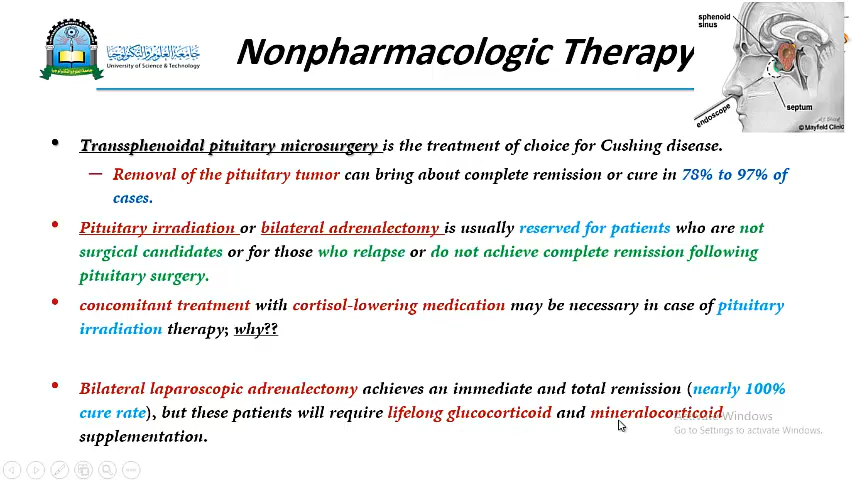 جامعة العلوم والتكنولوجيا
University of Science & Technology
Nonpharmacologic Therapy
sphenoid
sinus
septum
endoscope
© Mayfield Clinic
• Transsphenoidal pituitary microsurgery is the treatment of choice for Cushing disease.
– Removal of the pituitary tumor can bring about complete remission or cure in 78% to 97% of
cases.
• Pituitary irradiation or bilateral adrenalectomy is usually reserved for patients who are not
surgical candidates or for those who relapse or do not achieve complete remission following
pituitary surgery.
• concomitant treatment with cortisol-lowering medication may be necessary in case of pituitary
irradiation therapy; why??
• Bilateral laparoscopic adrenalectomy achieves an immediate and total remission (nearly 100%
cure rate), but these patients will require lifelong glucocorticoid and mineralocorticoid
supplementation.
Activate Windows
Go to Settings to activate Windows.